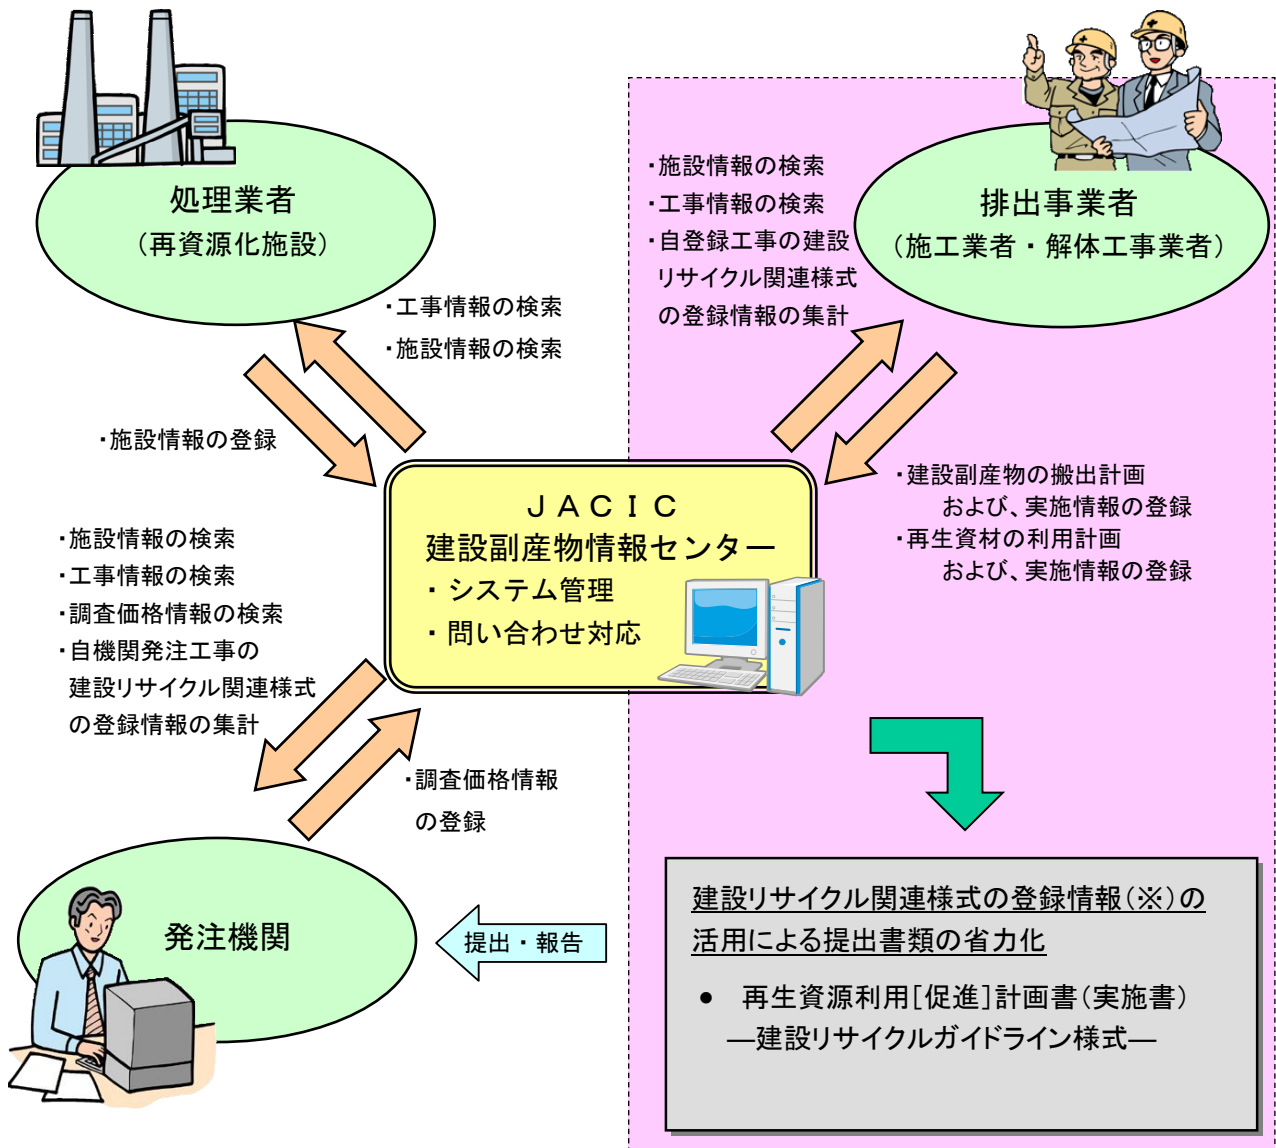 処理業者
（再資源化施設）
・施設情報の検索
・工事情報の検索
・自登録工事の建設
リサイクル関連様式
の登録情報の集計
排出事業者
（施工業者・解体工事業者）
・工事情報の検索
・施設情報の検索
・施設情報の登録
ＪＡＣＩＣ
建設副産物情報センター
・システム管理
・問い合わせ対応
・建設副産物の搬出計画
および、実施情報の登録
・再生資材の利用計画
および、実施情報の登録
・施設情報の検索
・工事情報の検索
・調査価格情報の検索
・自機関発注工事の
建設リサイクル関連様式
の登録情報の集計
・調査価格情報
の登録
発注機関
提出・報告
建設リサイクル関連様式の登録情報（※）の
活用による提出書類の省力化
● 再生資源利用［促進］計画書（実施書）
―建設リサイクルガイドライン様式―